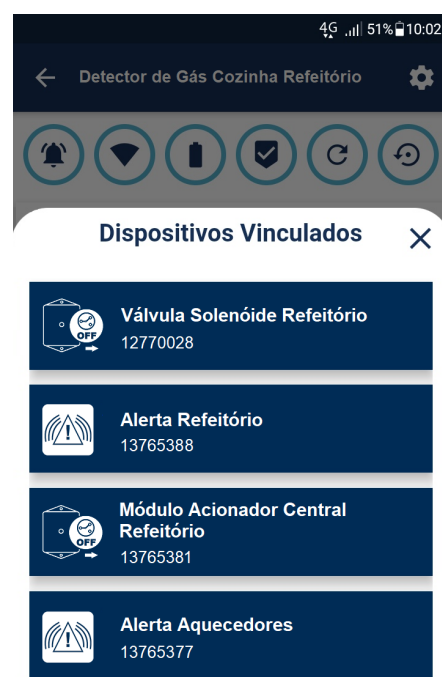 4G 51% 10:02
Detector de Gás Cozinha Refeitório
Dispositivos Vinculados
OFF
Válvula Solenóide Refeitório
12770028
Alerta Refeitório
13765388
OFF
Módulo Acionador Central
Refeitório
13765381
Alerta Aquecedores
13765377